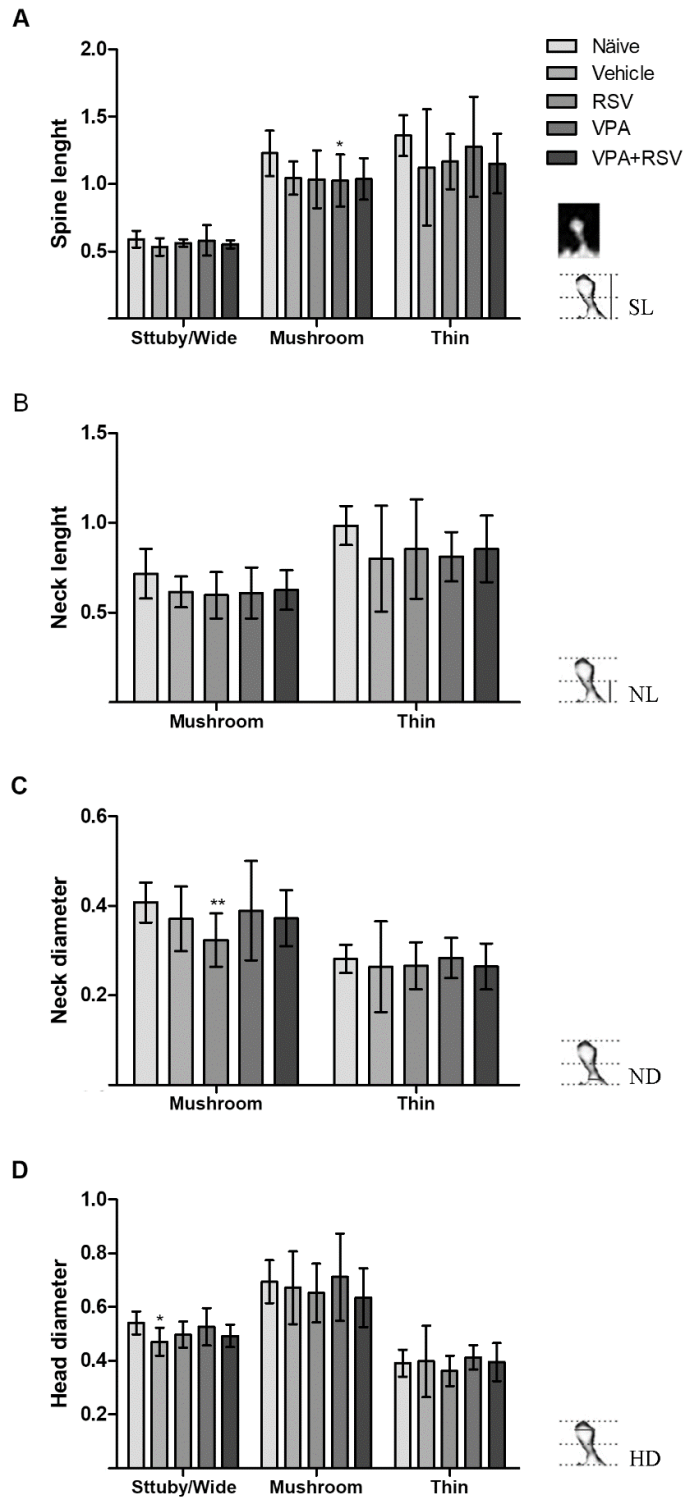 A
Spine lenght
2.0
1.5
1.0
0.5
*
Sttuby/Wide Mushroom Thin
Näive
Vehicle
RSV
VPA
VPA+RSV
SL
B
Neck lenght
1.5
1.0
0.5
Mushroom Thin
NL
C
Neck diameter
0.6
0.4
0.2
**
Mushroom Thin
ND
D
Head diameter
1.0
0.8
0.6
0.4
0.2
*
Sttuby/Wide Mushroom Thin
HD